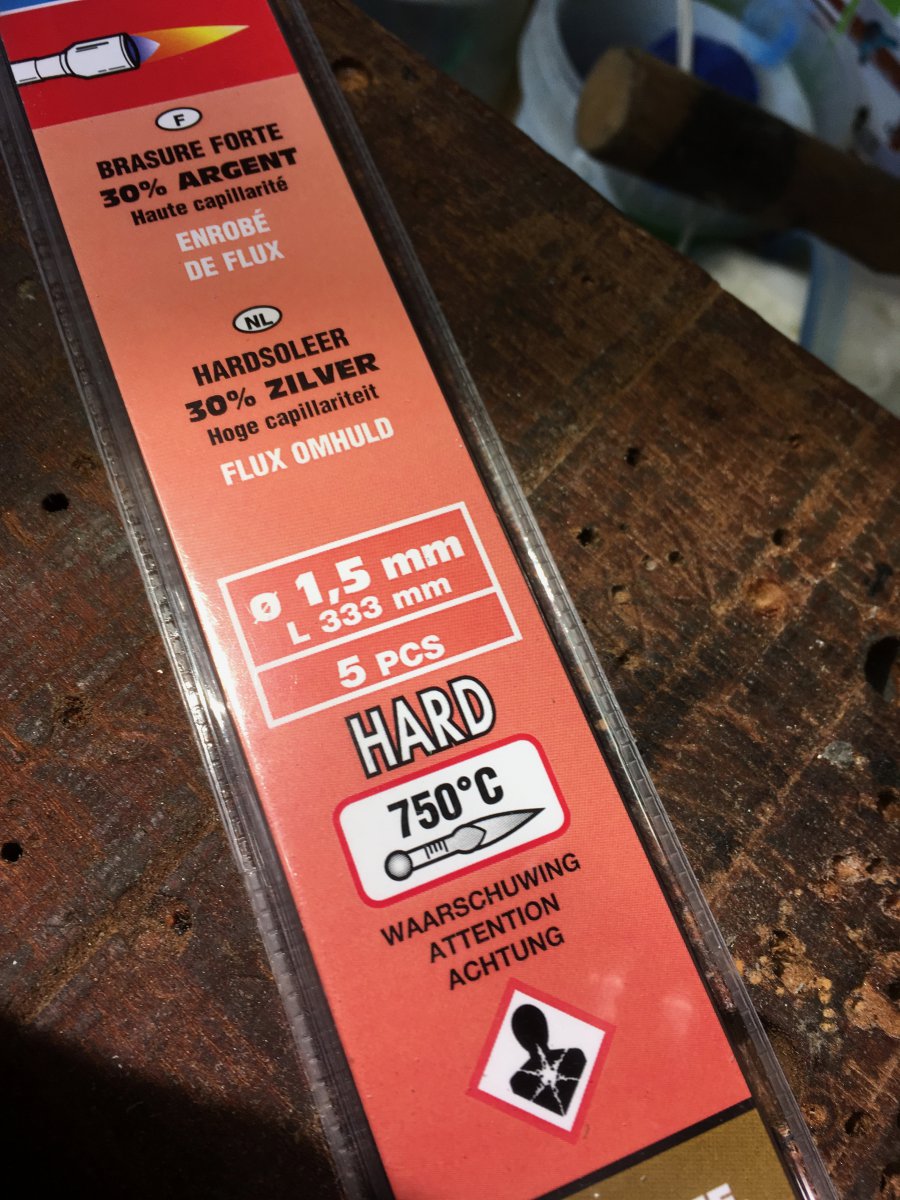 F
BRASURE FORTE
30% ARGENT
Haute capillarité
ENROBÉ
DE FLUX
NL
HARDSOLEER
30% ZILVER
Hoge capillariteit
FLUX OMHULD
ø 1,5 mm
L 333 mm
5 PCS
HARD
750°C
WAARSCHUWING
ATTENTION
ACHTUNG